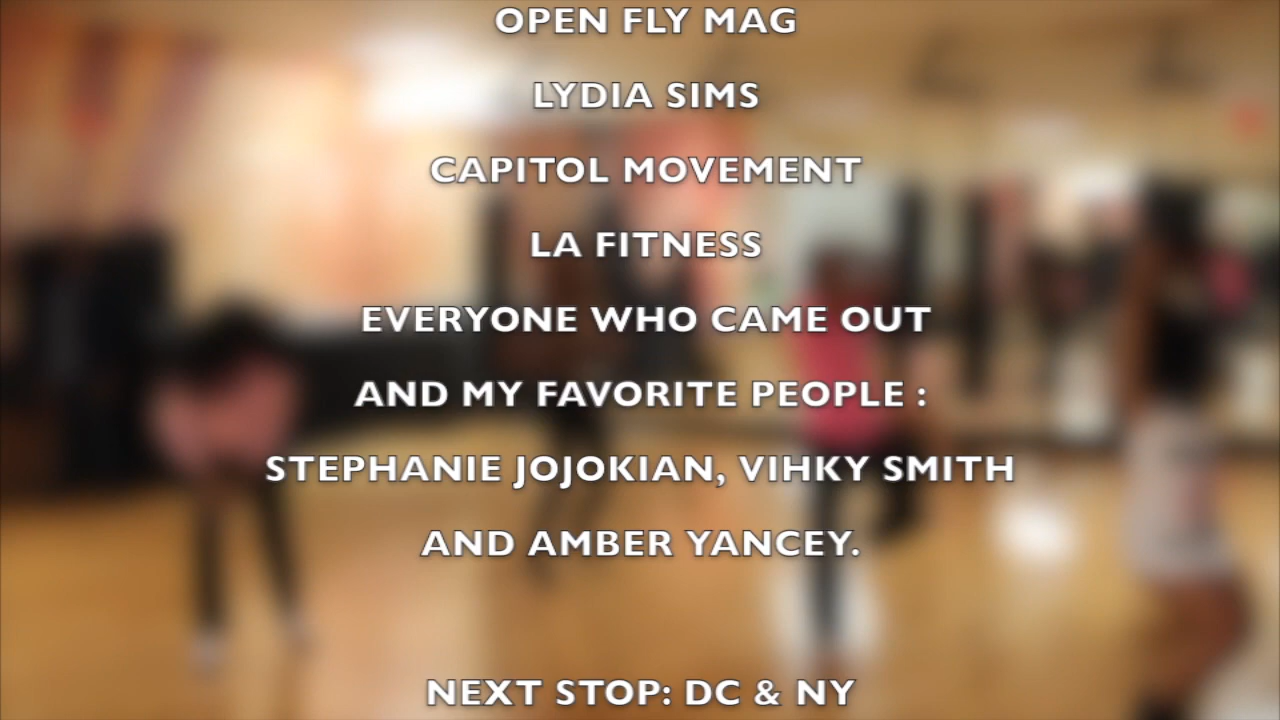 OPEN FLY MAG
LYDIA SIMS
CAPITOL MOVEMENT
LA FITNESS
EVERYONE WHO CAME OUT
AND MY FAVORITE PEOPLE :
STEPHANIE JOJOKIAN, VIHKY SMITH
AND AMBER YANCEY.
NEXT STOP: DC & NY